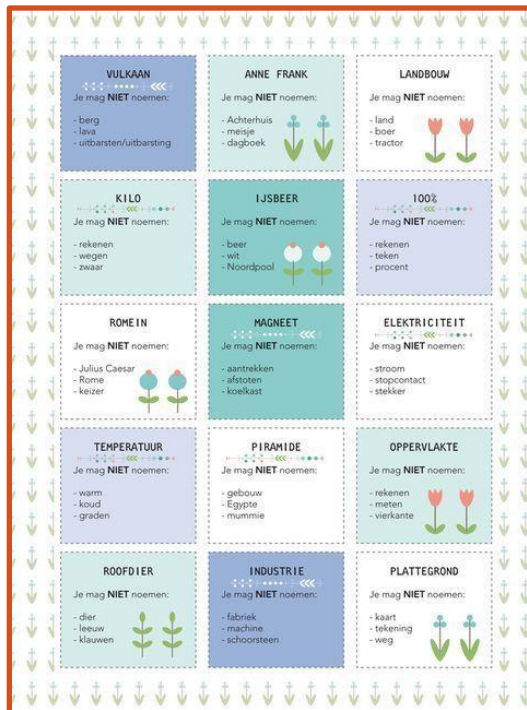 VULKAAN
Je mag NIET noemen:
- berg
- lava
- uitbarsten/uitbarsting
ANNE FRANK
Je mag NIET noemen:
- Achterhuis
- meisje
- dagboek
LANDBOUW
Je mag NIET noemen:
- land
- boer
- tractor
KILO
Je mag NIET noemen:
- rekenen
- wegen
- zwaar
IJSBEER
Je mag NIET noemen:
- beer
- wit
- Noordpool
100%
Je mag NIET noemen:
- rekenen
- teken
- procent
ROMEIN
Je mag NIET noemen:
- Julius Caesar
- Rome
- keizer
MAGNEET
Je mag NIET noemen:
- aantrekken
- afstoten
- koelkast
ELEKTRICITEIT
Je mag NIET noemen:
- stroom
- stopcontact
- stekker
TEMPERATUUR
Je mag NIET noemen:
- warm
- koud
- graden
PIRAMIDE
Je mag NIET noemen:
- gebouw
- Egypte
- mummie
OPPERVLAKTE
Je mag NIET noemen:
- rekenen
- meten
- vierkante
ROOFDIER
Je mag NIET noemen:
- dier
- leeuw
- klauwen
INDUSTRIE
Je mag NIET noemen:
- fabriek
- machine
- schoorsteen
PLATTEGROND
Je mag NIET noemen:
- kaart
- tekening
- weg